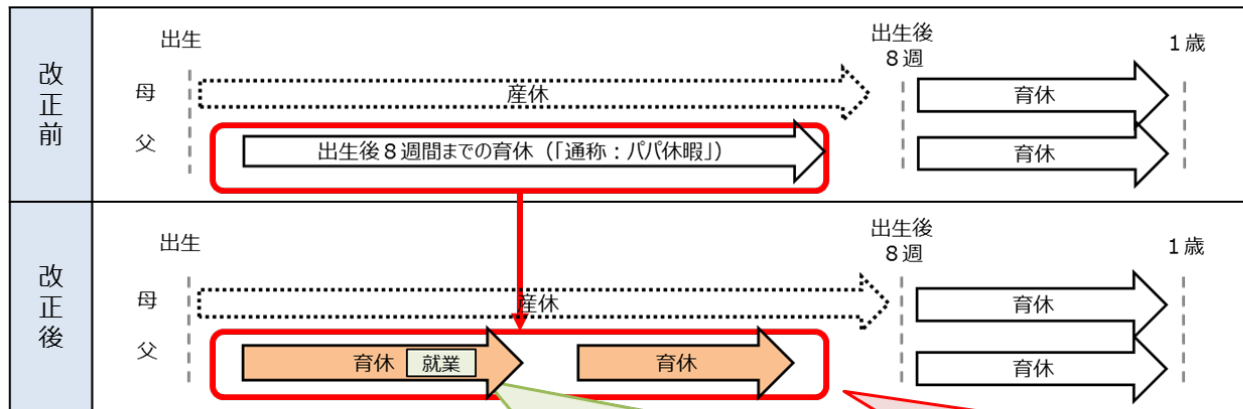 改正前
出生
出生後
8週
1歳
母
産休
育休
父
出生後8週間までの育休（「通称：パパ休暇」）
育休
改正後
出生
出生後
8週
1歳
母
産休
育休
父
育休
就業
育休
育休